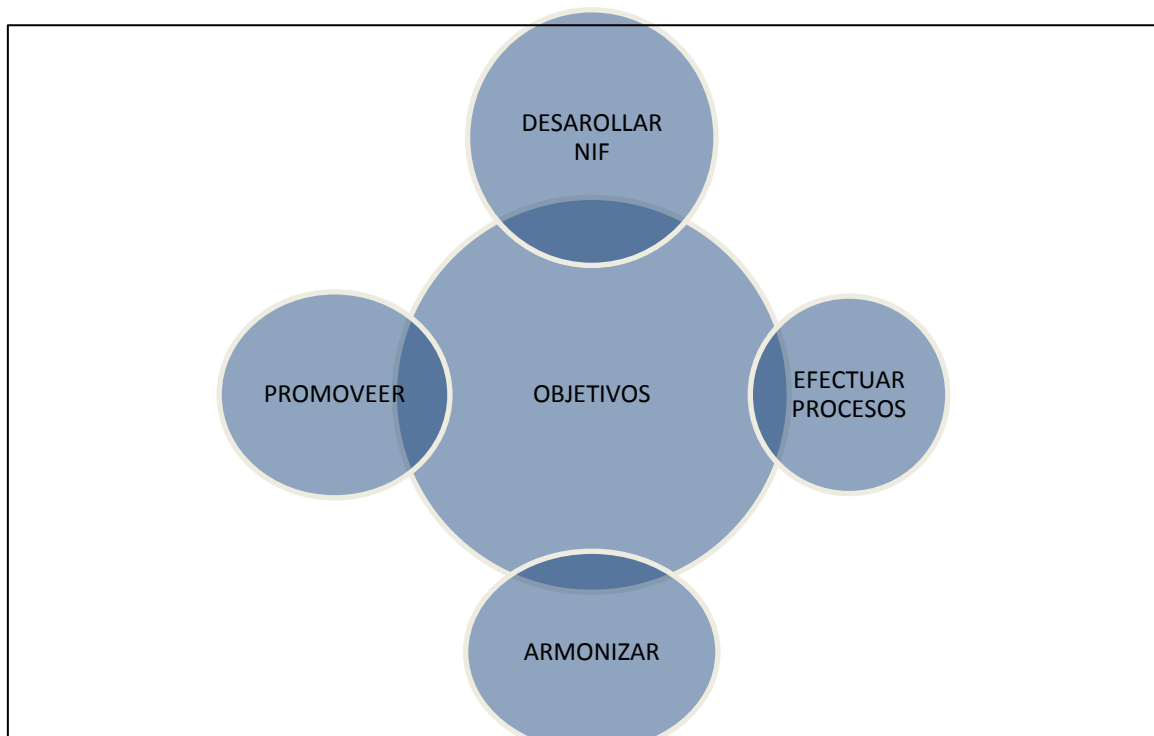 DESAROLLAR
NIF
PROMOVEER
OBJETIVOS
EFECTUAR
PROCESOS
ARMONIZAR